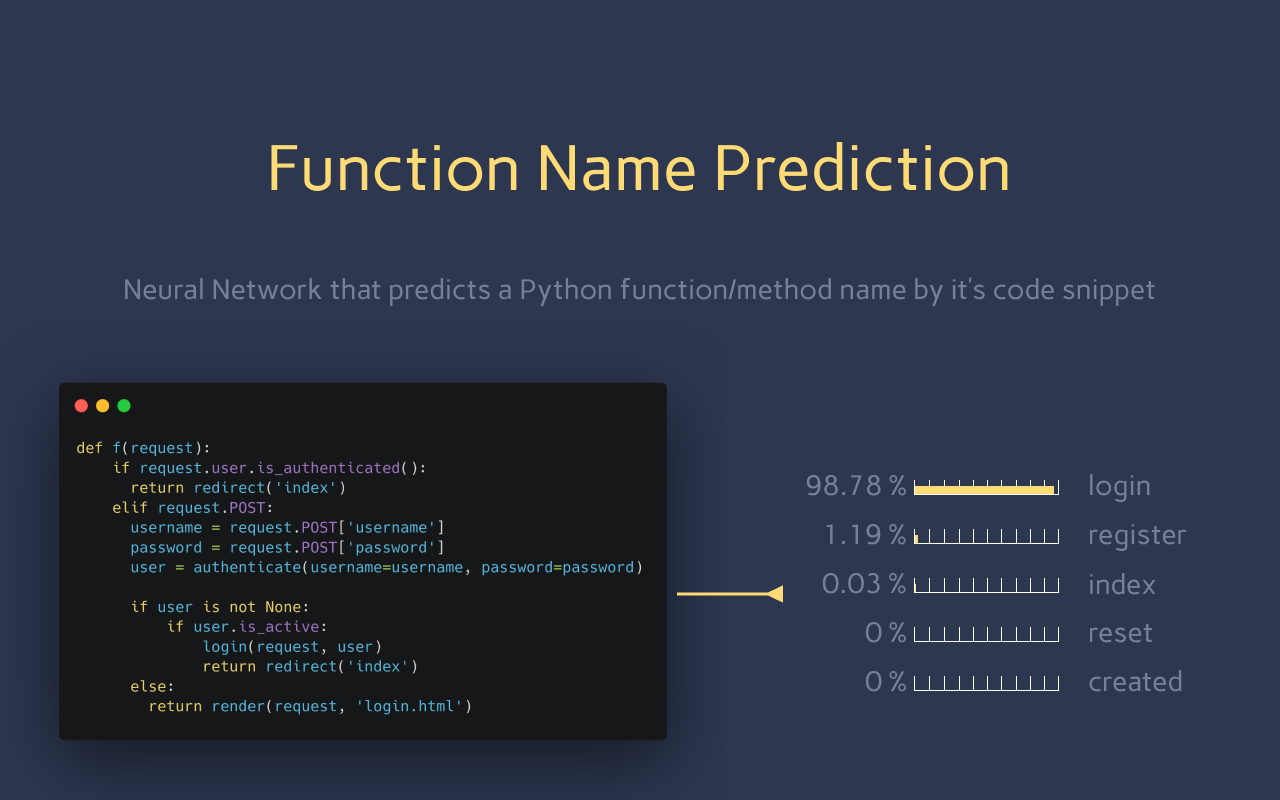 Function Name Prediction
Neural Network that predicts a Python function/method name by it's code snippet
def f(request):
    if request.user.is_authenticated():
      return redirect('index')
    elif request.POST:
      username = request.POST['username']
      password = request.POST['password']
      user = authenticate(username=username, password=password)
      if user is not None:
          if user.is_active:
              login(request, user)
              return redirect('index')
      else:
        return render(request, 'login.html')
98.78 % login
1.19 % register
0.03 % index
0 % reset
0 % created